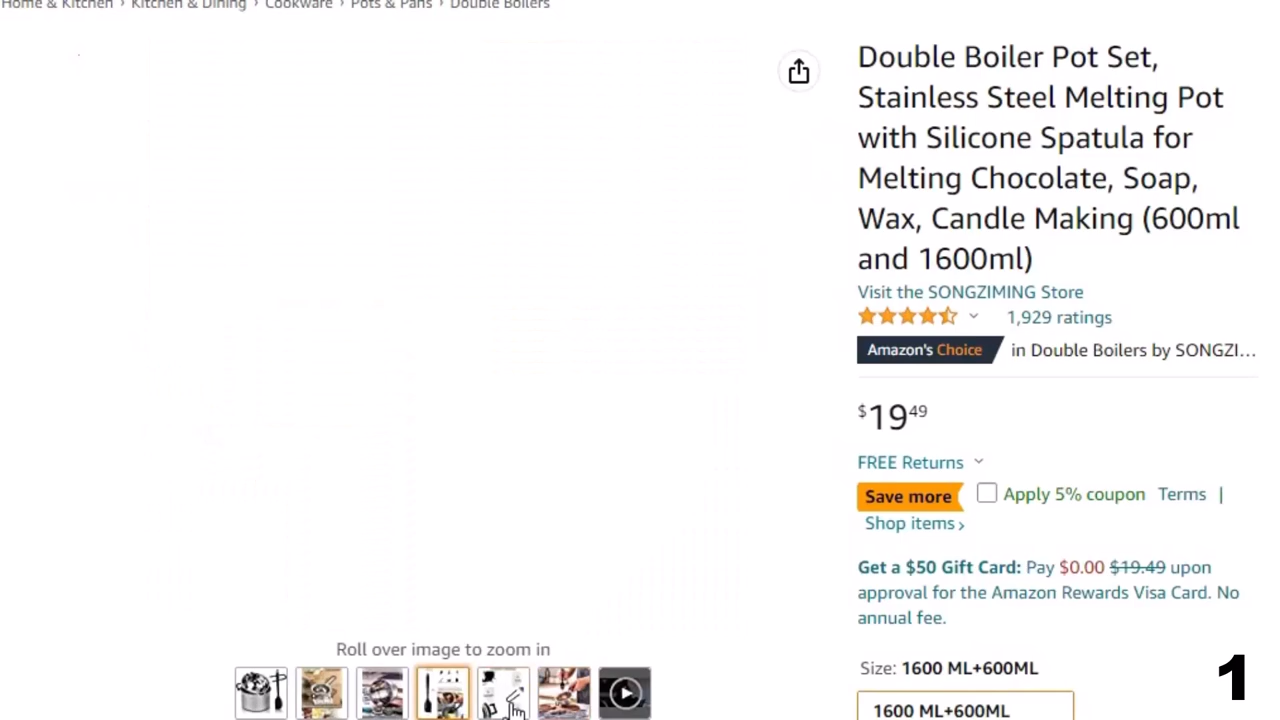 Home & Kitchen › Kitchen & Dining › Cookware › Pots & Pans › Double Boilers
Double Boiler Pot Set,
Stainless Steel Melting Pot
with Silicone Spatula for
Melting Chocolate, Soap,
Wax, Candle Making (600ml
and 1600ml)
Visit the SONGZIMING Store
1,929 ratings
Amazon's Choice in Double Boilers by SONGZI...
$19 49
FREE Returns
Save more Apply 5% coupon Terms |
Shop items ›
Get a $50 Gift Card: Pay $0.00 $19.49 upon
approval for the Amazon Rewards Visa Card. No
annual fee.
Roll over image to zoom in
Size: 1600 ML+600ML
1600 ML+600ML
1